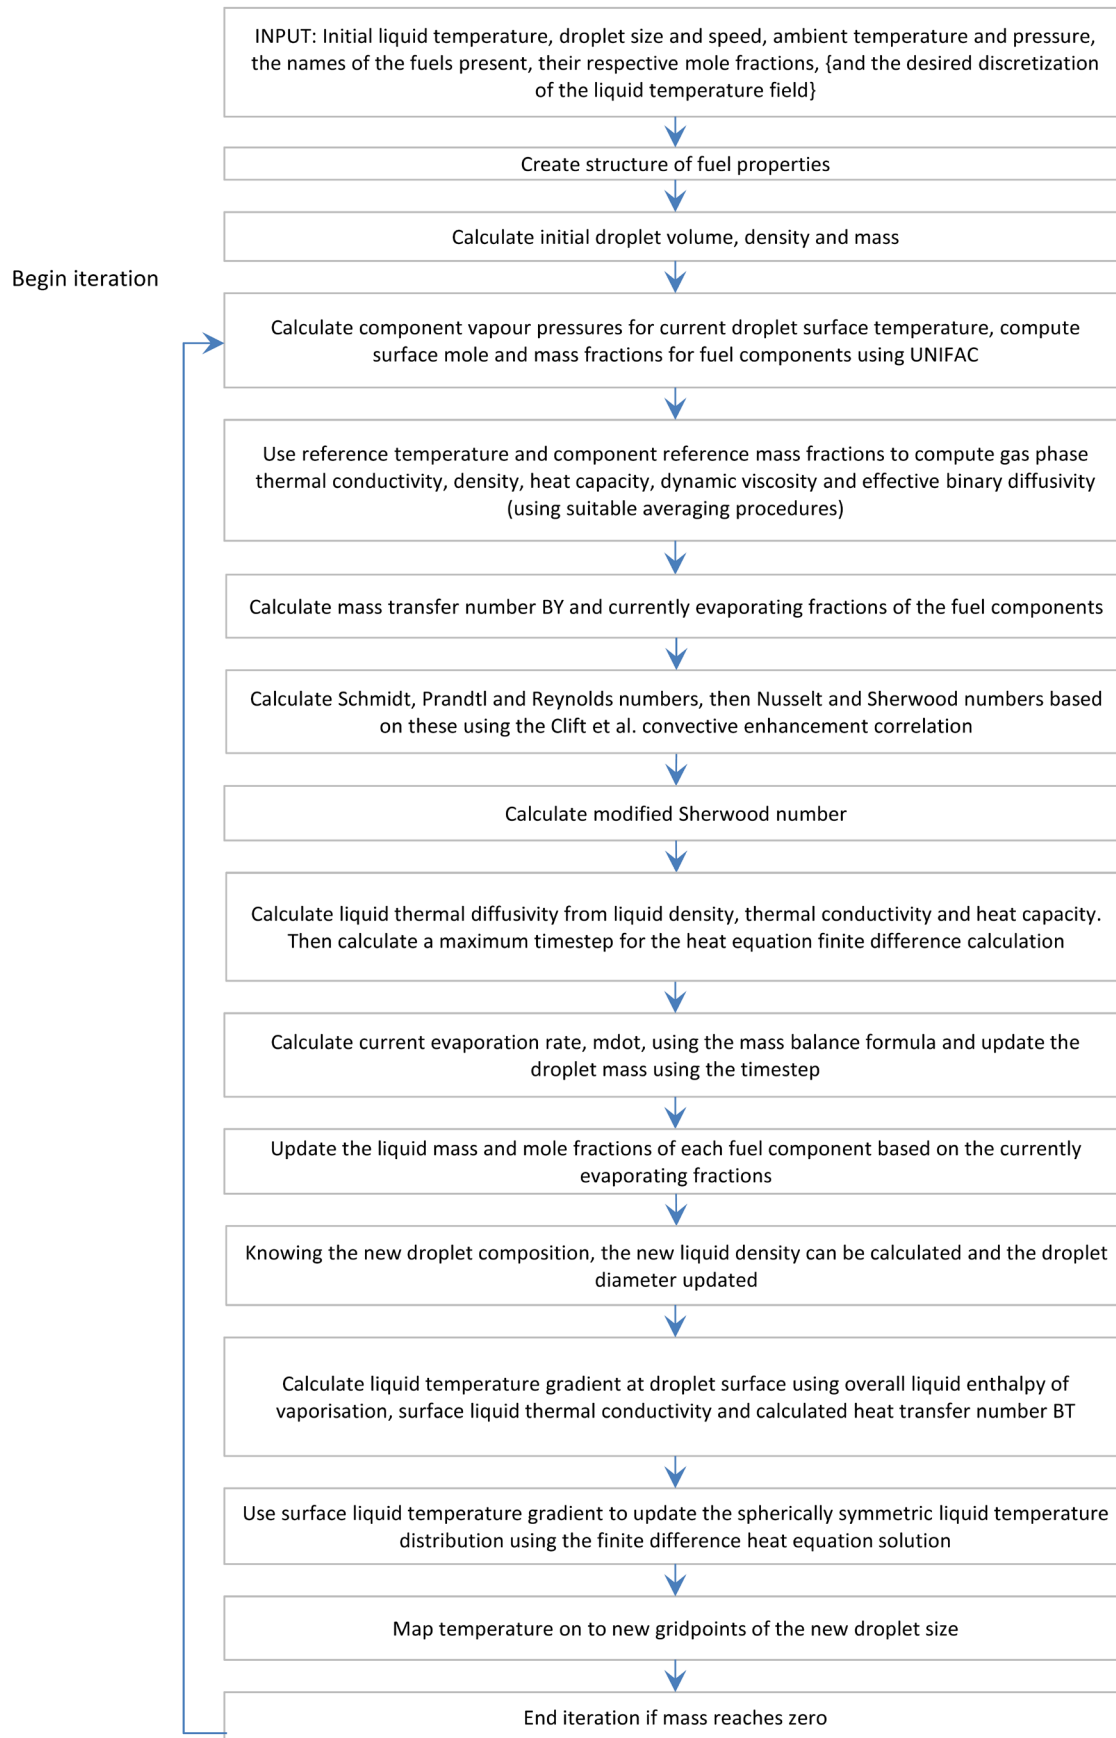 INPUT: Initial liquid temperature, droplet size and speed, ambient temperature and pressure,
the names of the fuels present, their respective mole fractions, {and the desired discretization
of the liquid temperature field}
Create structure of fuel properties
Calculate initial droplet volume, density and mass
Begin iteration
Calculate component vapour pressures for current droplet surface temperature, compute
surface mole and mass fractions for fuel components using UNIFAC
Use reference temperature and component reference mass fractions to compute gas phase
thermal conductivity, density, heat capacity, dynamic viscosity and effective binary diffusivity
(using suitable averaging procedures)
Calculate mass transfer number BY and currently evaporating fractions of the fuel components
Calculate Schmidt, Prandtl and Reynolds numbers, then Nusselt and Sherwood numbers based
on these using the Clift et al. convective enhancement correlation
Calculate modified Sherwood number
Calculate liquid thermal diffusivity from liquid density, thermal conductivity and heat capacity.
Then calculate a maximum timestep for the heat equation finite difference calculation
Calculate current evaporation rate, mdot, using the mass balance formula and update the
droplet mass using the timestep
Update the liquid mass and mole fractions of each fuel component based on the currently
evaporating fractions
Knowing the new droplet composition, the new liquid density can be calculated and the droplet
diameter updated
Calculate liquid temperature gradient at droplet surface using overall liquid enthalpy of
vaporisation, surface liquid thermal conductivity and calculated heat transfer number BT
Use surface liquid temperature gradient to update the spherically symmetric liquid temperature
distribution using the finite difference heat equation solution
Map temperature on to new gridpoints of the new droplet size
End iteration if mass reaches zero